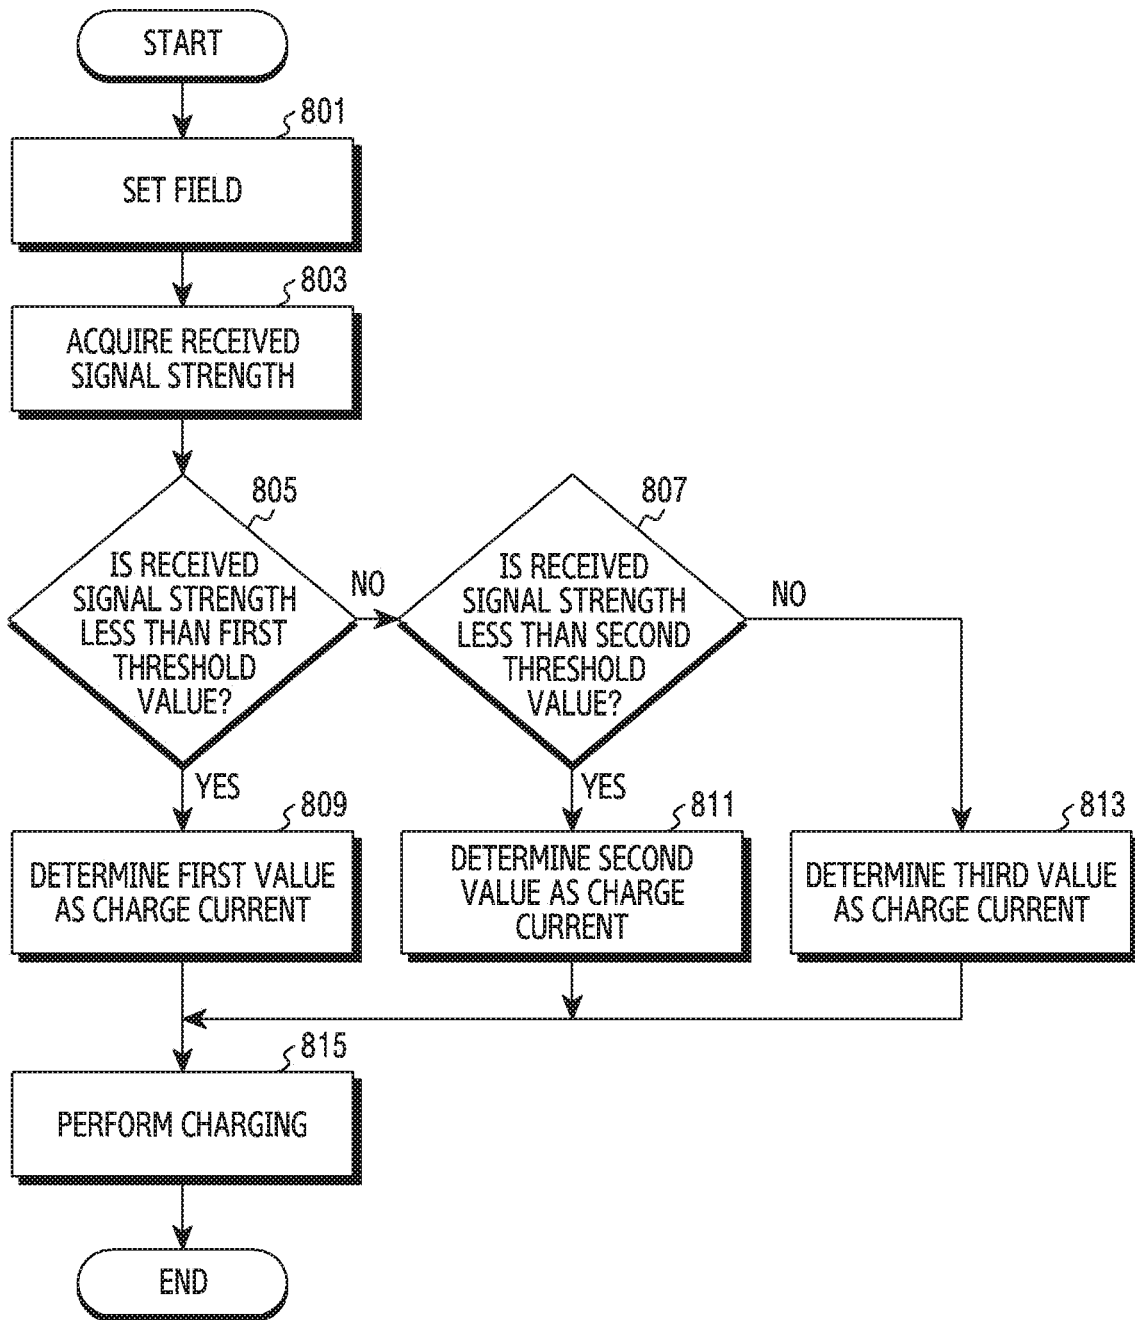 START
801
SET FIELD
803
ACQUIRE RECEIVED
SIGNAL STRENGTH
805
IS RECEIVED
SIGNAL STRENGTH
LESS THAN FIRST
THRESHOLD
VALUE?
NO
807
IS RECEIVED
SIGNAL STRENGTH
LESS THAN SECOND
THRESHOLD
VALUE?
NO
YES
809
DETERMINE FIRST VALUE
AS CHARGE CURRENT
YES
811
DETERMINE SECOND
VALUE AS CHARGE
CURRENT
813
DETERMINE THIRD VALUE
AS CHARGE CURRENT
815
PERFORM CHARGING
END